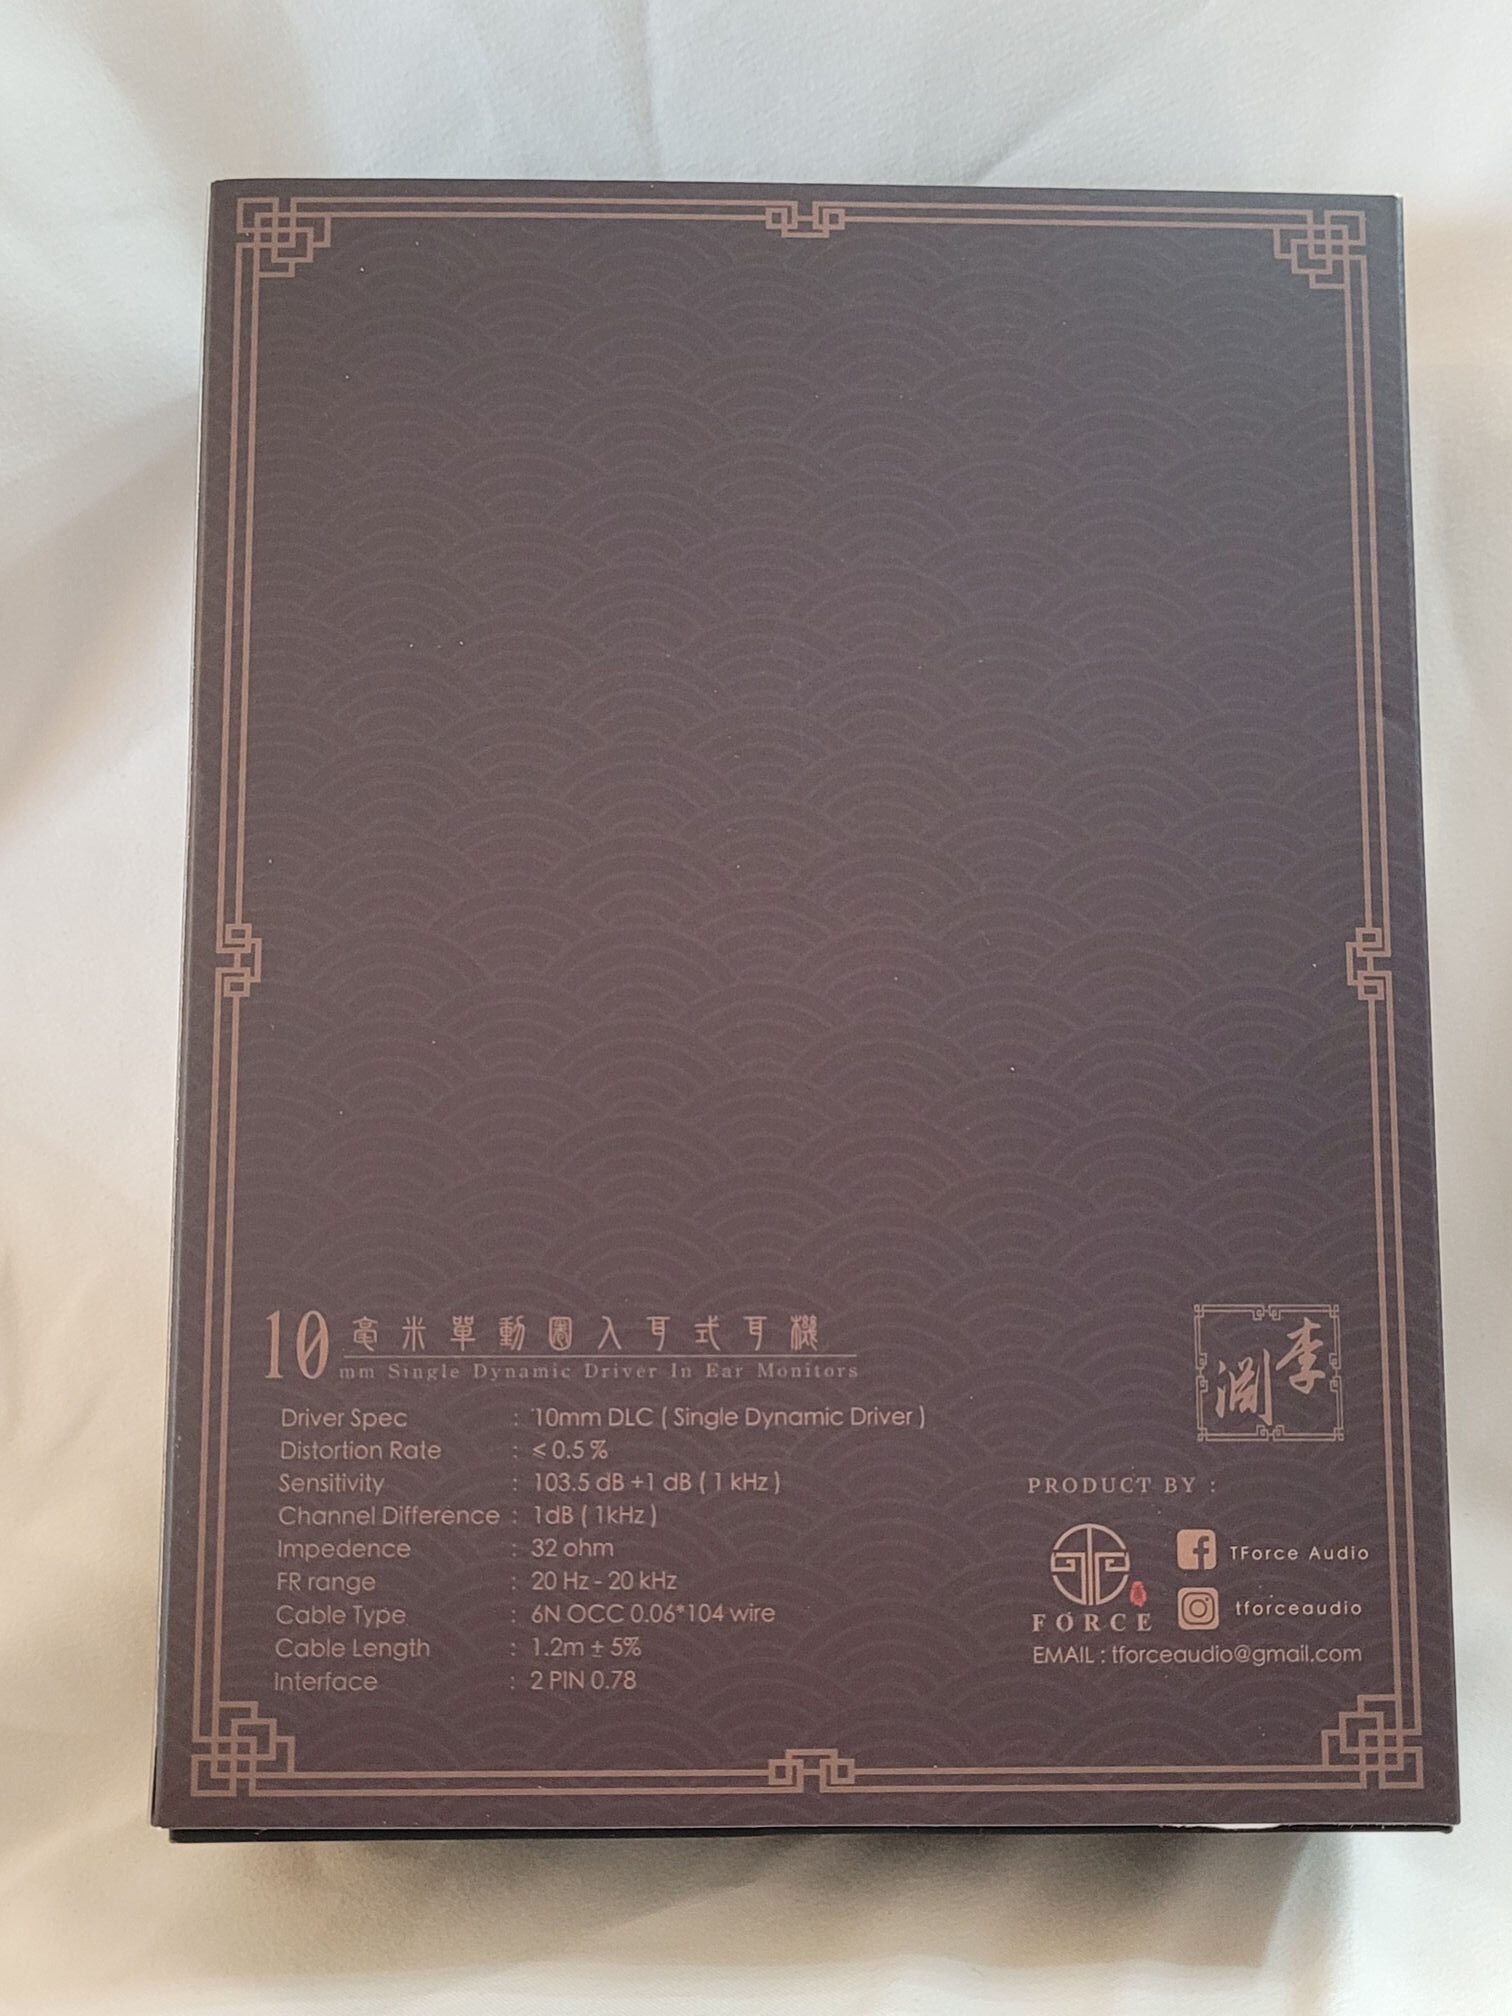 10 毫米單動圈入耳式耳機
mm Single Dynamic Driver In Ear Monitors
Driver Spec : 10mm DLC ( Single Dynamic Driver )
Distortion Rate : ≤ 0.5 %
Sensitivity : 103.5 dB +1 dB ( 1 kHz )
Channel Difference : 1dB ( 1kHz )
Impedence : 32 ohm
FR range : 20 Hz - 20 kHz
Cable Type : 6N OCC 0.06*104 wire
Cable Length : 1.2m ± 5%
Interface : 2 PIN 0.78
李淵
PRODUCT BY :
FORCE
TForce Audio
tforceaudio
EMAIL : tforceaudio@gmail.com